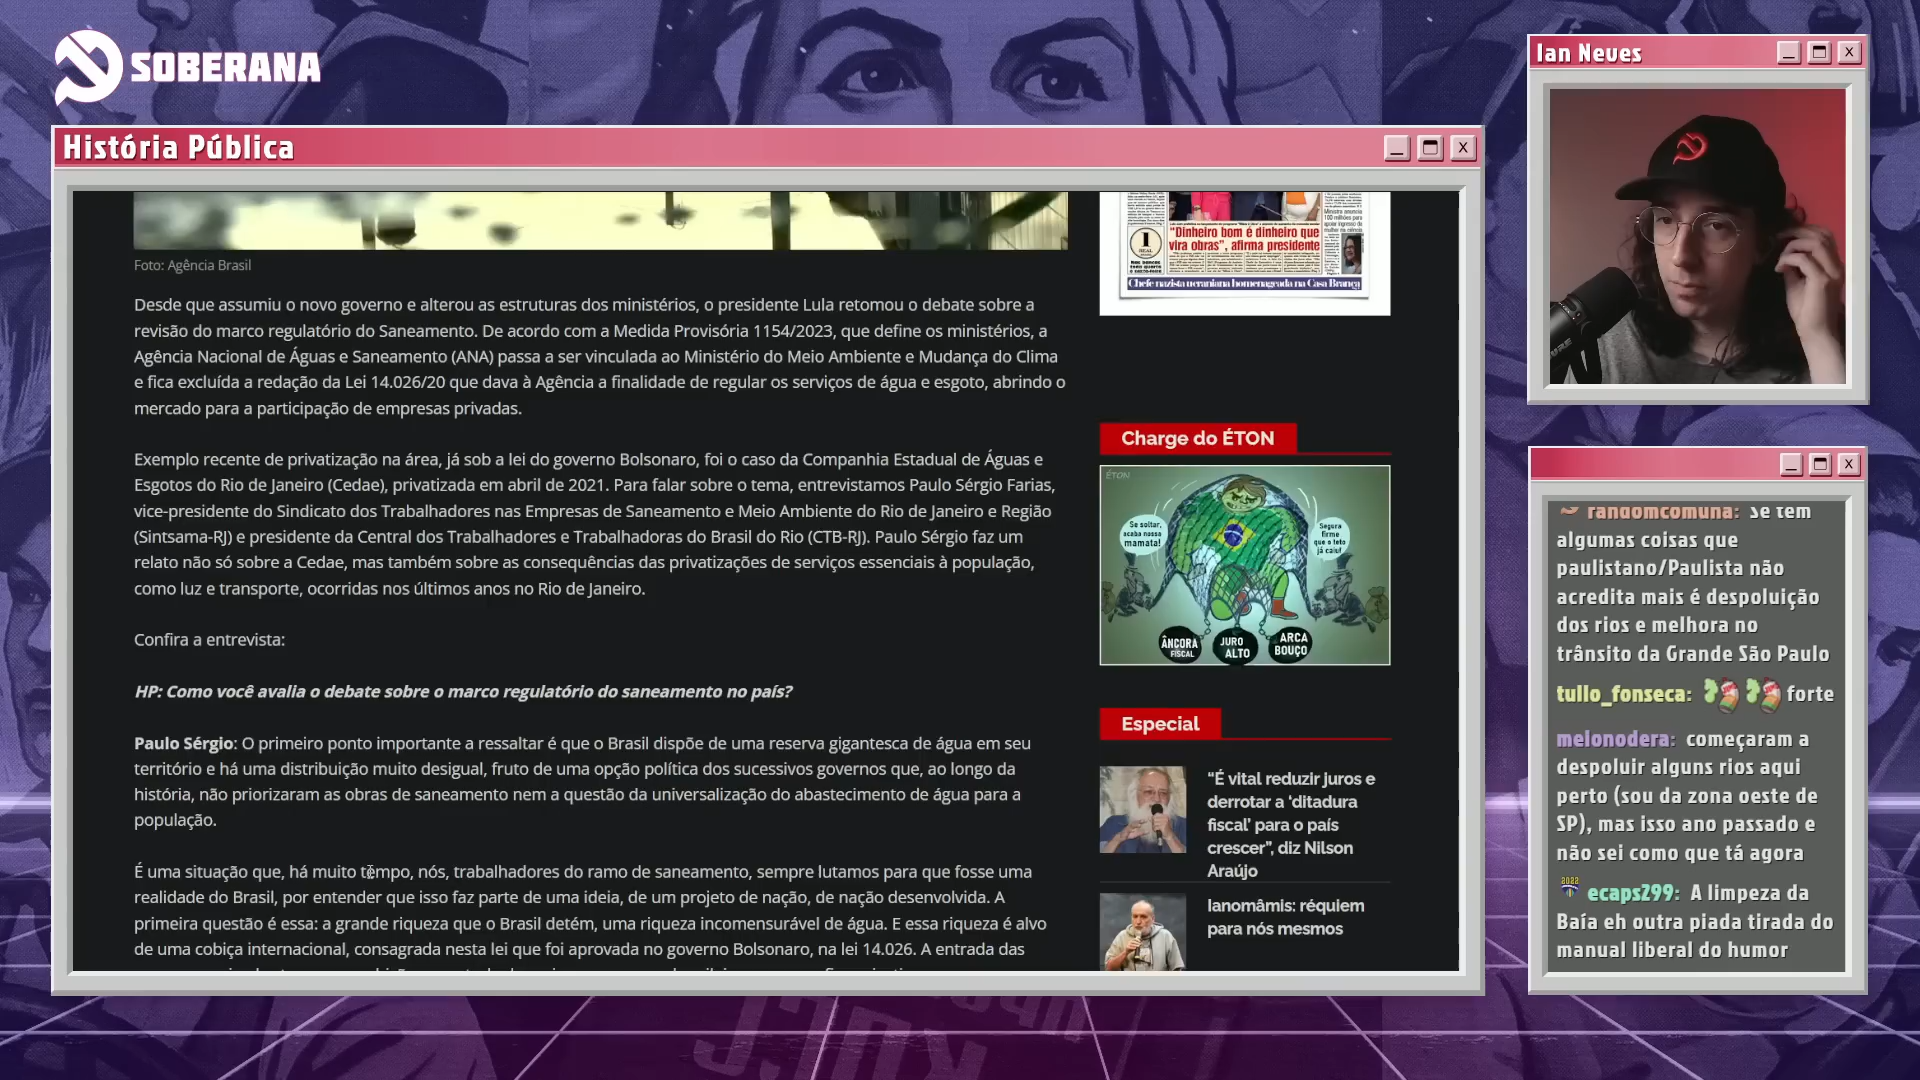 SOBERANA
História Pública
Foto: Agência Brasil
Desde que assumiu o novo governo e alterou as estruturas dos ministérios, o presidente Lula retomou o debate sobre a
revisão do marco regulatório do Saneamento. De acordo com a Medida Provisória 1154/2023, que define os ministérios, a
Agência Nacional de Águas e Saneamento (ANA) passa a ser vinculada ao Ministério do Meio Ambiente e Mudança do Clima
e fica excluída a redação da Lei 14.026/20 que dava à Agência a finalidade de regular os serviços de água e esgoto, abrindo o
mercado para a participação de empresas privadas.
Exemplo recente de privatização na área, já sob a lei do governo Bolsonaro, foi o caso da Companhia Estadual de Águas e
Esgotos do Rio de Janeiro (Cedae), privatizada em abril de 2021. Para falar sobre o tema, entrevistamos Paulo Sérgio Farias,
vice-presidente do Sindicato dos Trabalhadores nas Empresas de Saneamento e Meio Ambiente do Rio de Janeiro e Região
(Sintsama-RJ) e presidente da Central dos Trabalhadores e Trabalhadoras do Brasil do Rio (CTB-RJ). Paulo Sérgio faz um
relato não só sobre a Cedae, mas também sobre as consequências das privatizações de serviços essenciais à população,
como luz e transporte, ocorridas nos últimos anos no Rio de Janeiro.
Confira a entrevista:
HP: Como você avalia o debate sobre o marco regulatório do saneamento no país?
Paulo Sérgio: O primeiro ponto importante a ressaltar é que o Brasil dispõe de uma reserva gigantesca de água em seu
território e há uma distribuição muito desigual, fruto de uma opção política dos sucessivos governos que, ao longo da
história, não priorizaram as obras de saneamento nem a questão da universalização do abastecimento de água para a
população.
É uma situação que, há muito tempo, nós, trabalhadores do ramo de saneamento, sempre lutamos para que fosse uma
realidade do Brasil, por entender que isso faz parte de uma ideia, de um projeto de nação, de nação desenvolvida. A
primeira questão é essa: a grande riqueza que o Brasil detém, uma riqueza incomensurável de água. E essa riqueza é alvo
de uma cobiça internacional, consagrada nesta lei que foi aprovada no governo Bolsonaro, na lei 14.026. A entrada das
1
REAL
"Dinheiro bom é dinheiro que
vira obras", afirma presidente
Ministra anuncia
100 milhões para
Chefe nazista ucraniana homenageada na Casa Branca
Charge do ÉTON
ÉTON
Se soltar,
acaba nossa
mamata!
Segura
firme
que o teto
já caiu!
ÂNCORA
FISCAL
JURO
ALTO
ARCA
BOUÇO
Especial
“É vital reduzir juros e
derrotar a ‘ditadura
fiscal’ para o país
crescer”, diz Nilson
Araújo
Ianomâmis: réquiem
para nós mesmos
Ian Neves
randomcomuna: Se tem
algumas coisas que
paulistano/Paulista não
acredita mais é despoluição
dos rios e melhora no
trânsito da Grande São Paulo
tullo_fonseca: forte
melonodera: começaram a
despoluir alguns rios aqui
perto (sou da zona oeste de
SP), mas isso ano passado e
não sei como que tá agora
2022
ecaps299: A limpeza da
Baía eh outra piada tirada do
manual liberal do humor